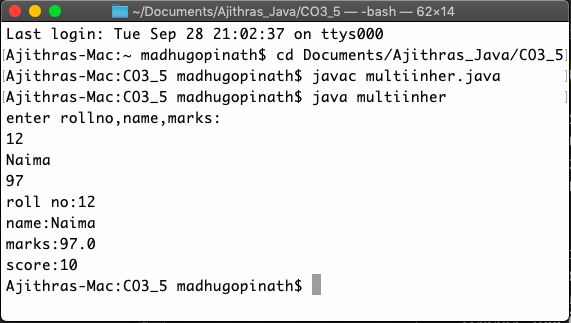 ~/Documents/Ajithras_Java/CO3_5 — -bash — 62×14
Last login: Tue Sep 28 21:02:37 on ttys000
[Ajithras-Mac:~ madhugopinath$ cd Documents/Ajithras_Java/CO3_5]
[Ajithras-Mac:CO3_5 madhugopinath$ javac multiinher.java]
[Ajithras-Mac:CO3_5 madhugopinath$ java multiinher]
enter rollno,name,marks:
12
Naima
97
roll no:12
name:Naima
marks:97.0
score:10
Ajithras-Mac:CO3_5 madhugopinath$